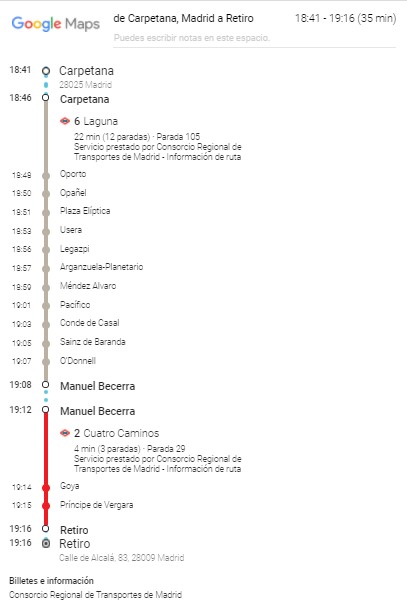 Google Maps
de Carpetana, Madrid a Retiro
18:41 - 19:16 (35 min)
Puedes escribir notas en este espacio.
18:41 Carpetana
28025 Madrid
18:46 Carpetana
6 Laguna
22 min (12 paradas) · Parada 105
Servicio prestado por Consorcio Regional de
Transportes de Madrid - Información de ruta
18:48 Oporto
18:50 Opañel
18:51 Plaza Elíptica
18:53 Usera
18:56 Legazpi
18:57 Arganzuela-Planetario
18:59 Méndez Alvaro
19:01 Pacífico
19:03 Conde de Casal
19:05 Sainz de Baranda
19:07 O'Donnell
19:08 Manuel Becerra
19:12 Manuel Becerra
2 Cuatro Caminos
4 min (3 paradas) · Parada 29
Servicio prestado por Consorcio Regional de
Transportes de Madrid - Información de ruta
19:14 Goya
19:15 Príncipe de Vergara
19:16 Retiro
19:16 Retiro
Calle de Alcalá, 83, 28009 Madrid
Billetes e información
Consorcio Regional de Transportes de Madrid